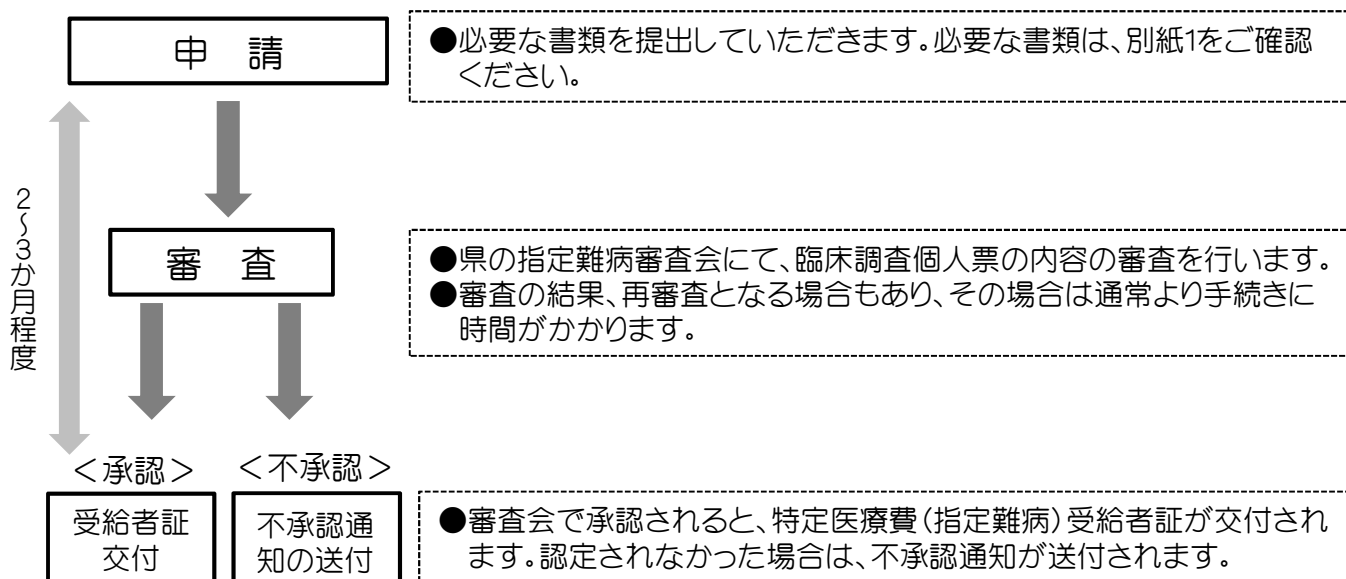 申　請
●必要な書類を提出していただきます。必要な書類は、別紙1をご確認
ください。
2～3か月程度
審　査
●県の指定難病審査会にて、臨床調査個人票の内容の審査を行います。
●審査の結果、再審査となる場合もあり、その場合は通常より手続きに
時間がかかります。
＜承認＞
＜不承認＞
受給者証
交付
不承認通
知の送付
●審査会で承認されると、特定医療費(指定難病)受給者証が交付され
ます。認定されなかった場合は、不承認通知が送付されます。